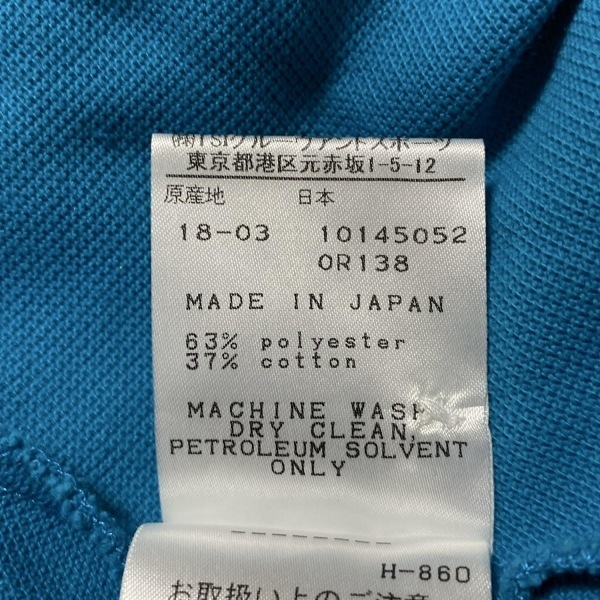 ㈱TSIグルーヴアンドスポーツ
東京都港区元赤坂1-5-12
原産地 日本
18-03 10145052
0R138
MADE IN JAPAN
63% polyester
37% cotton
MACHINE WASH,
DRY CLEAN,
PETROLEUM SOLVENT
ONLY
--------
H-860
お取扱い上のご注意